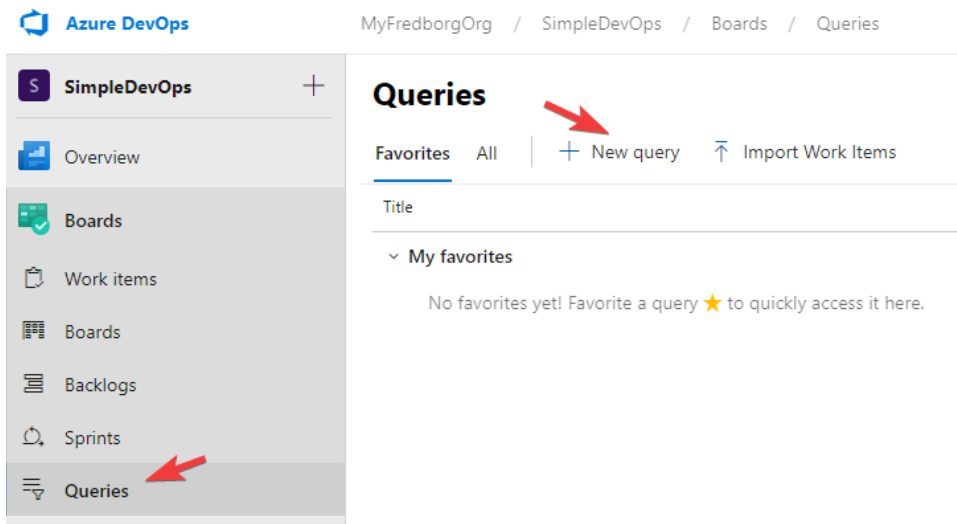 Azure DevOps
MyFredborgOrg / SimpleDevOps / Boards / Queries
S SimpleDevOps
Overview
Boards
Work items
Boards
Backlogs
Sprints
Queries
Queries
Favorites All + New query Import Work Items
Title
My favorites
No favorites yet! Favorite a query ★ to quickly access it here.